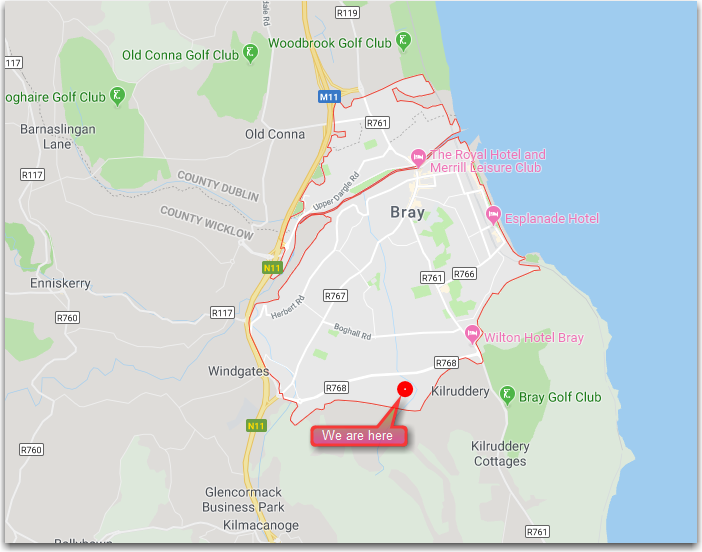 R119
Woodbrook Golf Club
Old Conna Golf Club
117
M11
oghaire Golf Club
R761
Barnaslingan
Lane
Old Conna
The Royal Hotel and
Merrill Leisure Club
R117
COUNTY DUBLIN
Upper Dargle Rd
COUNTY WICKLOW
Bray
Esplanade Hotel
N11
R761
R766
Enniskerry
R767
R760
R117
Herbert Rd
Boghall Rd
Wilton Hotel Bray
R768
Windgates
R768
Kilruddery
Bray Golf Club
N11
We are here
R760
Kilruddery
Cottages
Glencormack
Business Park
Kilmacanoge
R761